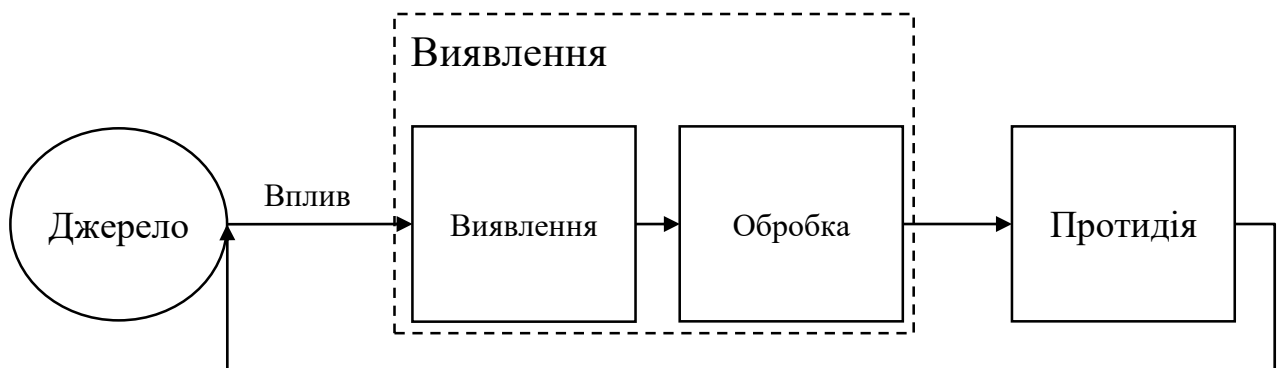 Виявлення
Джерело
Вплив
Виявлення
Обробка
Протидія